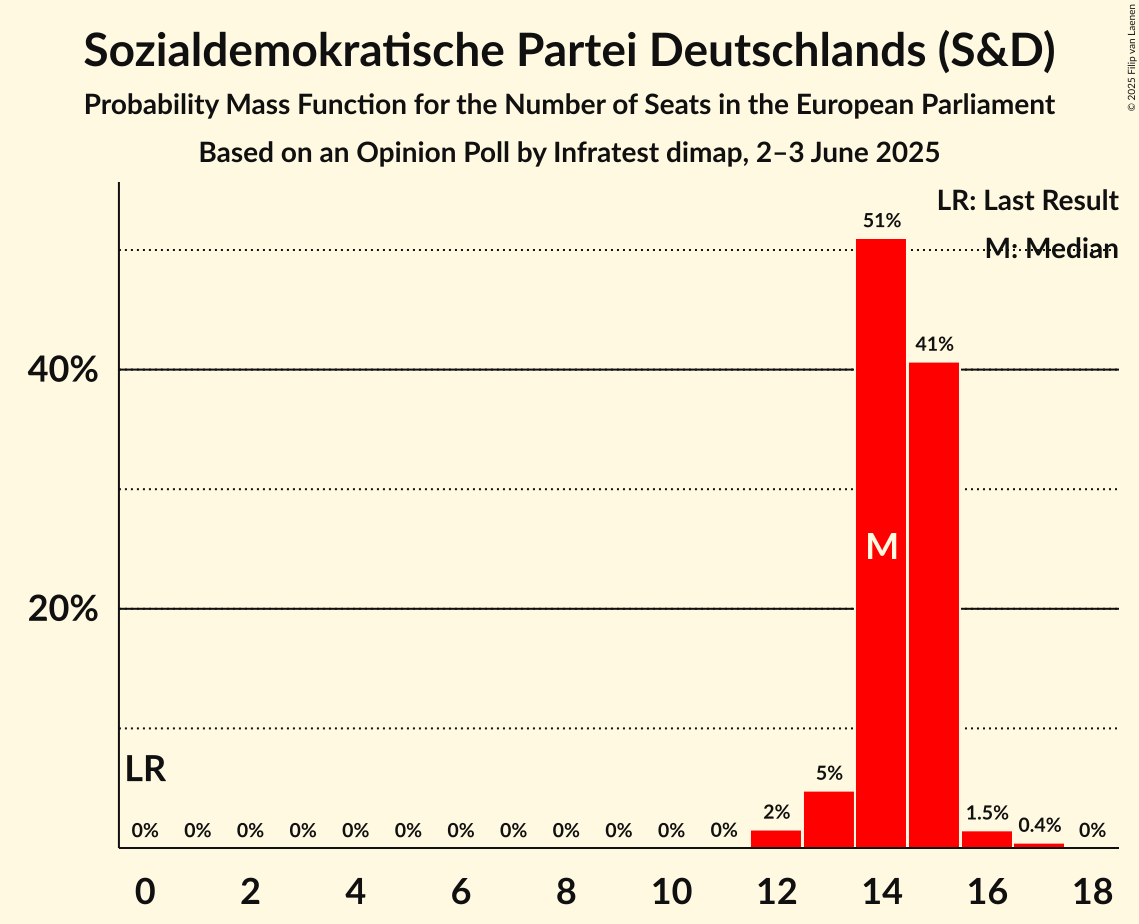 Sozialdemokratische Partei Deutschlands (S&D)
Probability Mass Function for the Number of Seats in the European Parliament
Based on an Opinion Poll by Infratest dimap, 2–3 June 2025
© 2025 Filip van Laenen
LR: Last Result
M: Median
51%
41%
40%
M
20%
LR
5%
2%
1.5%
0.4%
0% 0% 0% 0% 0% 0% 0% 0% 0% 0% 0% 0% 0%
0 2 4 6 8 10 12 14 16 18